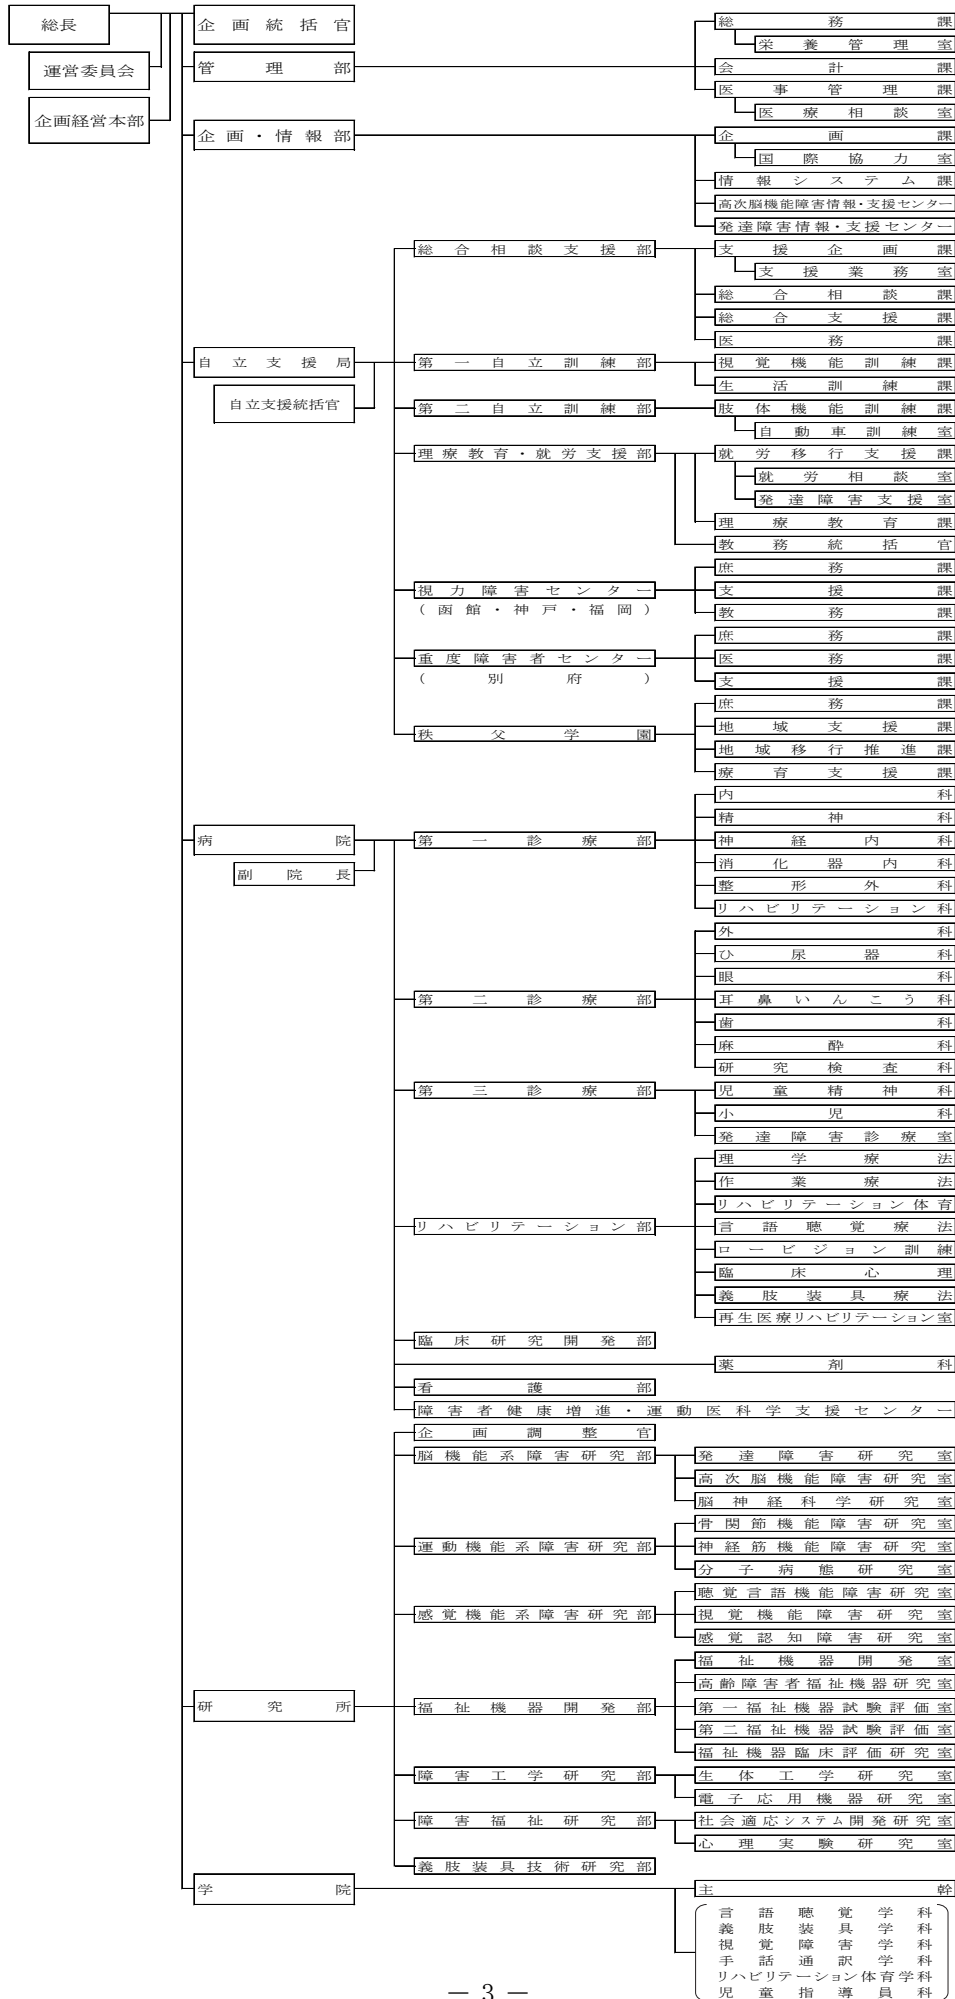 総長
運営委員会
企画経営本部
企画統括官
管理部
総務課
栄養管理室
会計課
医事管理課
医療相談室
企画・情報部
企画課
国際協力室
情報システム課
高次脳機能障害情報・支援センター
発達障害情報・支援センター
自立支援局
自立支援統括官
総合相談支援部
支援企画課
支援業務室
総合相談課
総合支援課
医務課
第一自立訓練部
視覚機能訓練課
生活訓練課
第二自立訓練部
肢体機能訓練課
自動車訓練室
理療教育・就労支援部
就労移行支援課
就労相談室
発達障害支援室
理療教育課
教務統括官
視力障害センター
(函館・神戸・福岡)
庶務課
支援課
教務課
重度障害者センター
(別府)
庶務課
医務課
支援課
秩父学園
庶務課
地域支援課
地域移行推進課
療育支援課
病院
副院長
第一診療部
内科
精神科
神経内科
消化器内科
整形外科
リハビリテーション科
第二診療部
外科
ひ尿器科
眼科
耳鼻いんこう科
歯科
麻酔科
研究検査科
第三診療部
児童精神科
小児科
発達障害診療室
リハビリテーション部
理学療法
作業療法
リハビリテーション体育
言語聴覚療法
ロービジョン訓練
臨床心理
義肢装具療法
再生医療リハビリテーション室
臨床研究開発部
薬剤科
看護部
障害者健康増進・運動医科学支援センター
研究所
企画調整官
脳機能系障害研究部
発達障害研究室
高次脳機能障害研究室
脳神経科学研究室
運動機能系障害研究部
骨関節機能障害研究室
神経筋機能障害研究室
分子病態研究室
感覚機能系障害研究部
聴覚言語機能障害研究室
視覚機能障害研究室
感覚認知障害研究室
福祉機器開発部
福祉機器開発室
高齢障害者福祉機器研究室
第一福祉機器試験評価室
第二福祉機器試験評価室
福祉機器臨床評価研究室
障害工学研究部
生体工学研究室
電子応用機器研究室
障害福祉研究部
社会適応システム開発研究室
心理実験研究室
義肢装具技術研究部
学院
主幹
言語聴覚学科
義肢装具学科
視覚障害学科
手話通訳学科
リハビリテーション体育学科
児童指導員科
— 3 —